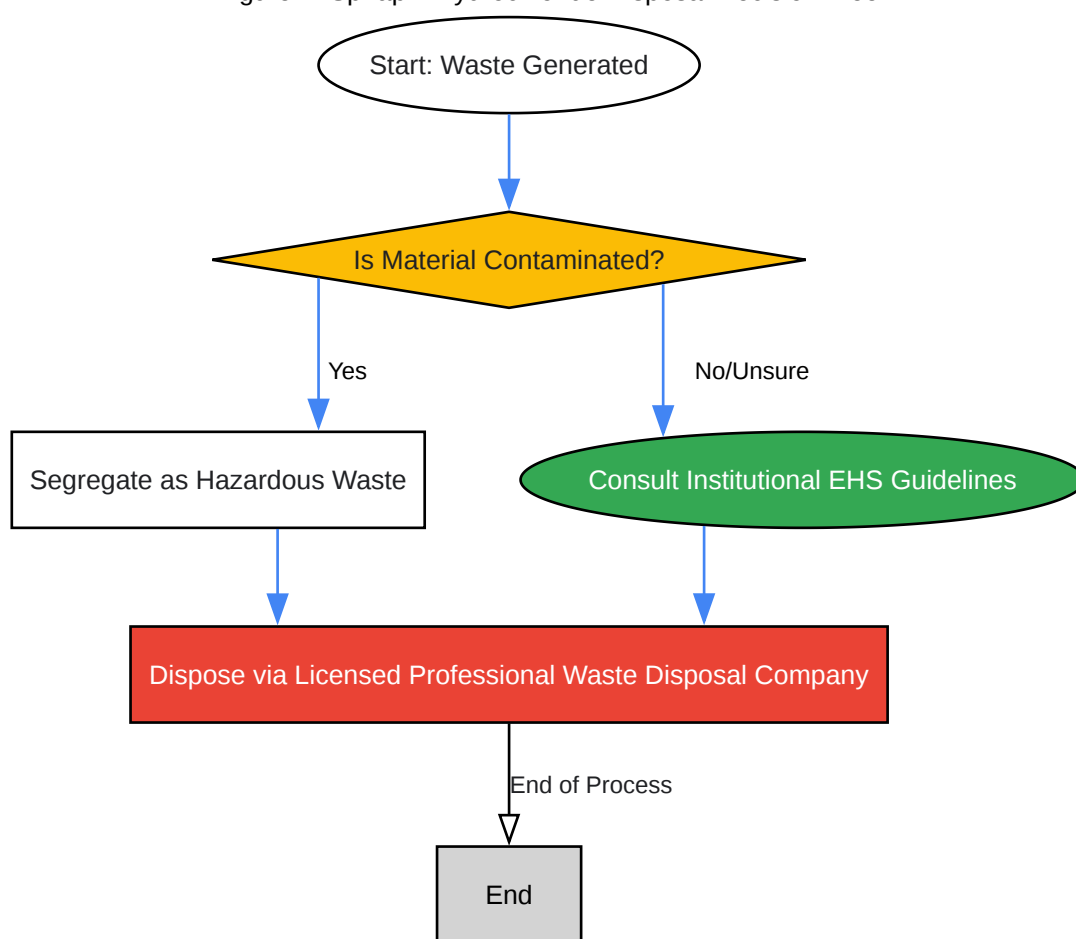 Start: Waste Generated
Is Material Contaminated?
Yes
No/Unsure
Segregate as Hazardous Waste
Consult Institutional EHS Guidelines
Dispose via Licensed Professional Waste Disposal Company
End of Process
End